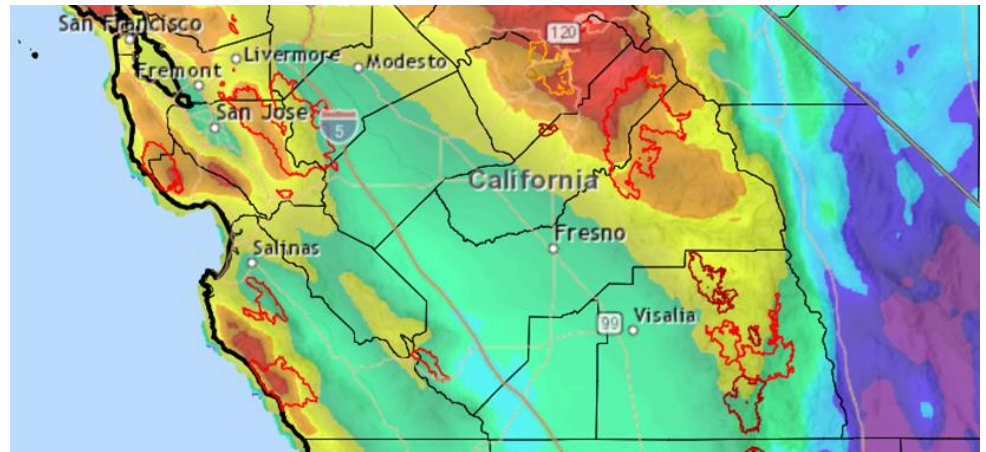 San Francisco
120
Livermore
Modesto
Fremont
San Jose
5
California
Fresno
Salinas
99
Visalia